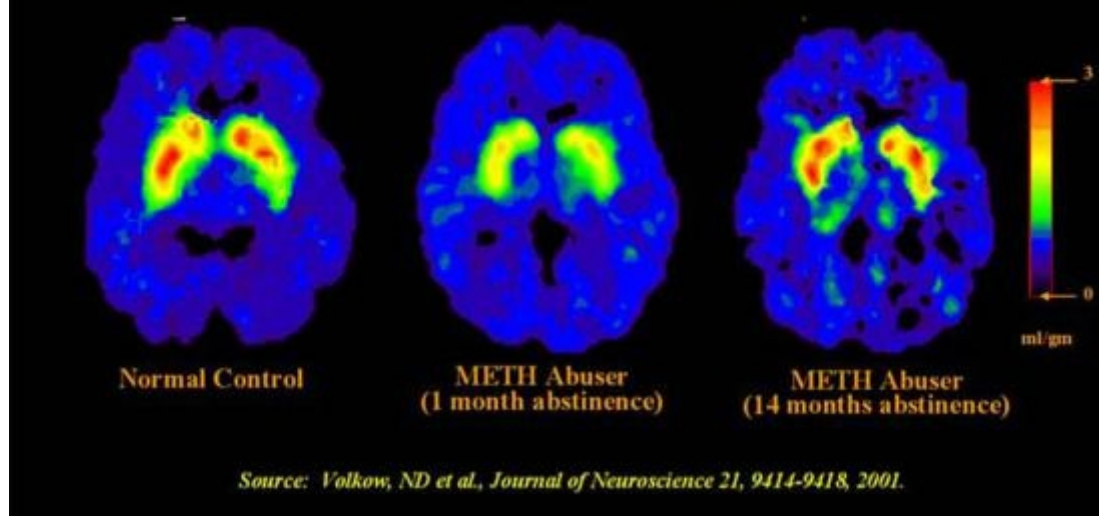 3
0
ml/gm
Normal Control
METH Abuser
(1 month abstinence)
METH Abuser
(14 months abstinence)
Source: Volkow, ND et al., Journal of Neuroscience 21, 9414-9418, 2001.